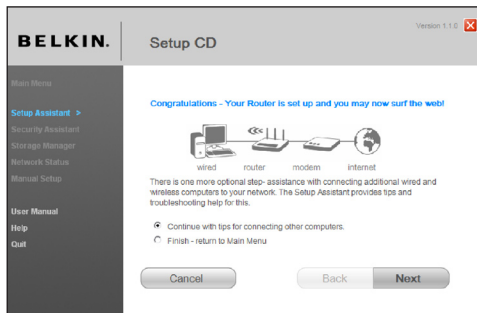 BELKIN.
Setup CD
Version 1.1.6
Main Menu
Setup Assistant >
Security Assistant
Storage Manager
Network Status
Manual Setup
User Manual
Help
Quit
Congratulations - Your Router is set up and you may now surf the web!
wired router modem internet
There is one more optional step- assistance with connecting additional wired and
wireless computers to your network. The Setup Assistant provides tips and
troubleshooting help for this.
Continue with tips for connecting other computers.
Finish - return to Main Menu
Cancel Back Next